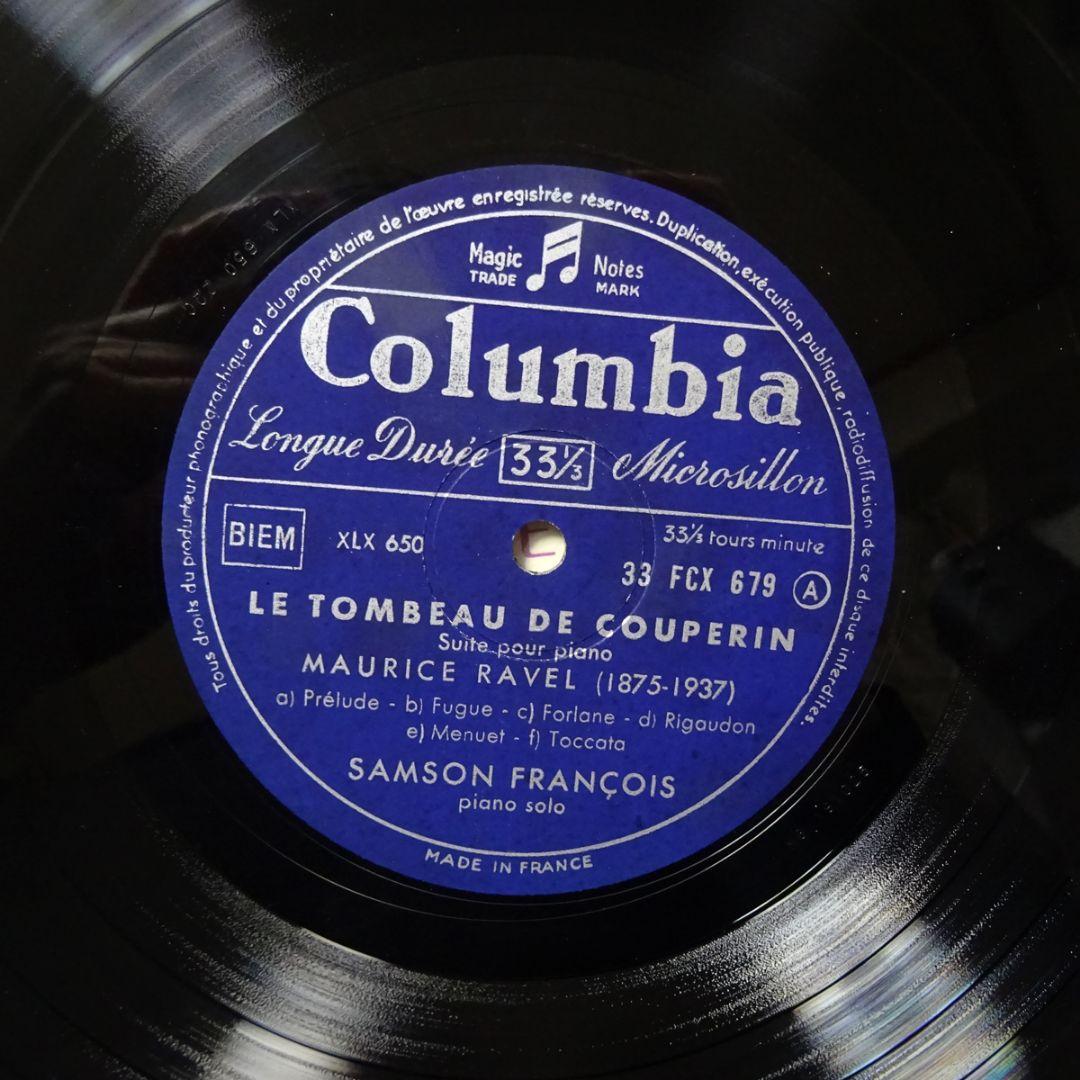 Tous droits du producteur phonographique et du propriétaire de l'œuvre enregistrée réservés. Duplication, exécution publique, radiodiffusion de ce disque interdites.
Magic Notes
TRADE MARK
Columbia
Longue Durée 33⅓ Microsillon
BIEM XLX 650 33⅓ tours minute
33 FCX 679 A
LE TOMBEAU DE COUPERIN
Suite pour piano
MAURICE RAVEL (1875-1937)
a) Prélude - b) Fugue - c) Forlane - d) Rigaudon
e) Menuet - f) Toccata
SAMSON FRANÇOIS
piano solo
MADE IN FRANCE